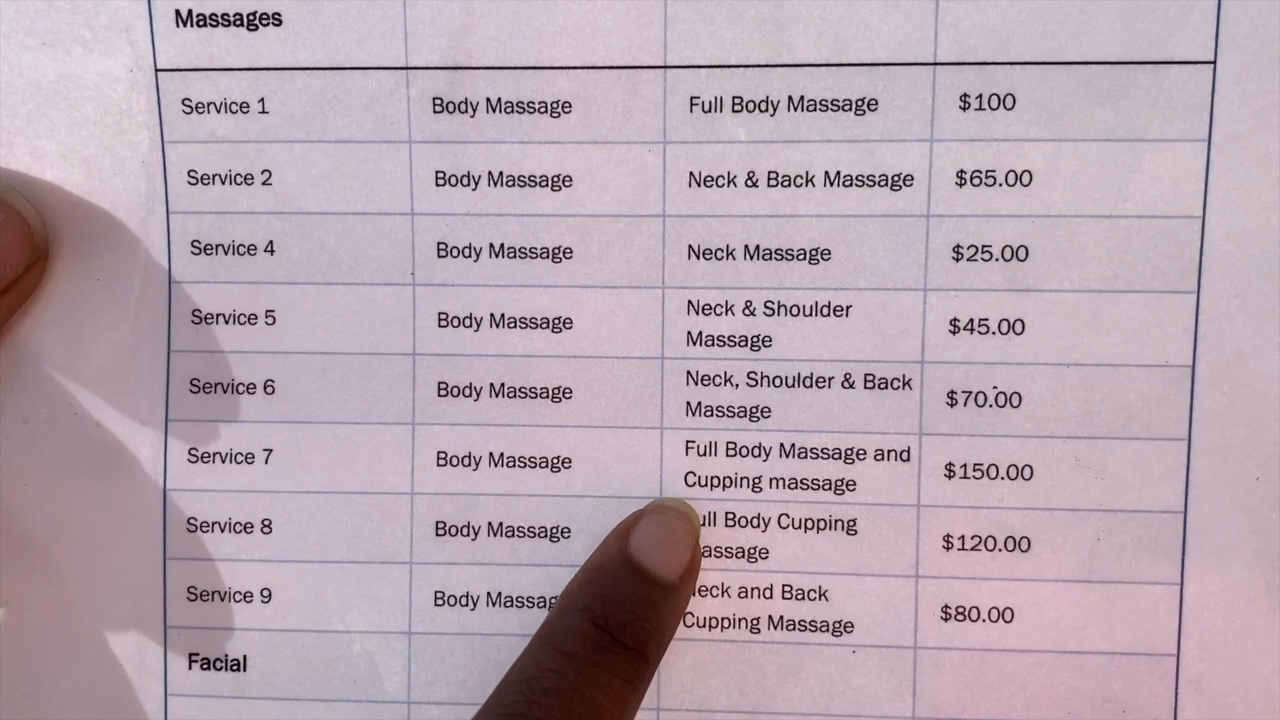 Massages
Service 1 Body Massage Full Body Massage $100
Service 2 Body Massage Neck & Back Massage $65.00
Service 4 Body Massage Neck Massage $25.00
Service 5 Body Massage Neck & Shoulder
Massage $45.00
Service 6 Body Massage Neck, Shoulder & Back
Massage $70.00
Service 7 Body Massage Full Body Massage and
Cupping massage $150.00
Service 8 Body Massage Full Body Cupping
Massage $120.00
Service 9 Body Massage Neck and Back
Cupping Massage $80.00
Facial